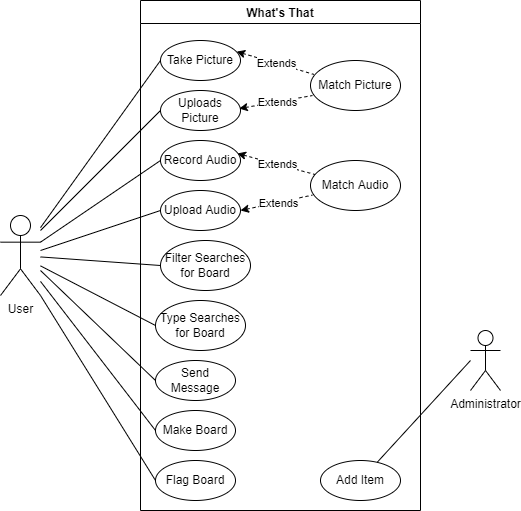 What's That
Take Picture
Extends
Match Picture
Uploads
Picture
Extends
Record Audio
Extends
Match Audio
Upload Audio
Extends
Filter Searches
for Board
User
Type Searches
for Board
Send
Message
Administrator
Make Board
Flag Board
Add Item